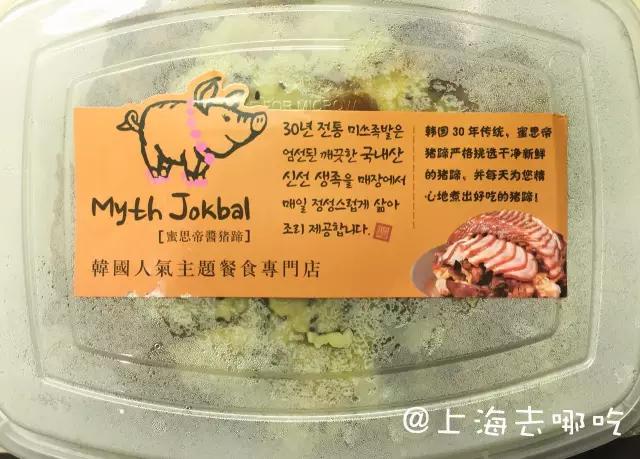 FOR MICROW
Myth Jokbal
[蜜思帝醬猪蹄]
韓國人氣主題餐食專門店
30년 전통 미쓰족발은
엄선된 깨끗한 국내산
신선 생족을 매장에서
매일 정성스럽게 삶아
조리 제공합니다.
韩国30年传统，蜜思帝
猪蹄严格挑选干净新鲜
的猪蹄，并每天为您精
心地煮出好吃的猪蹄！
@上海去哪吃